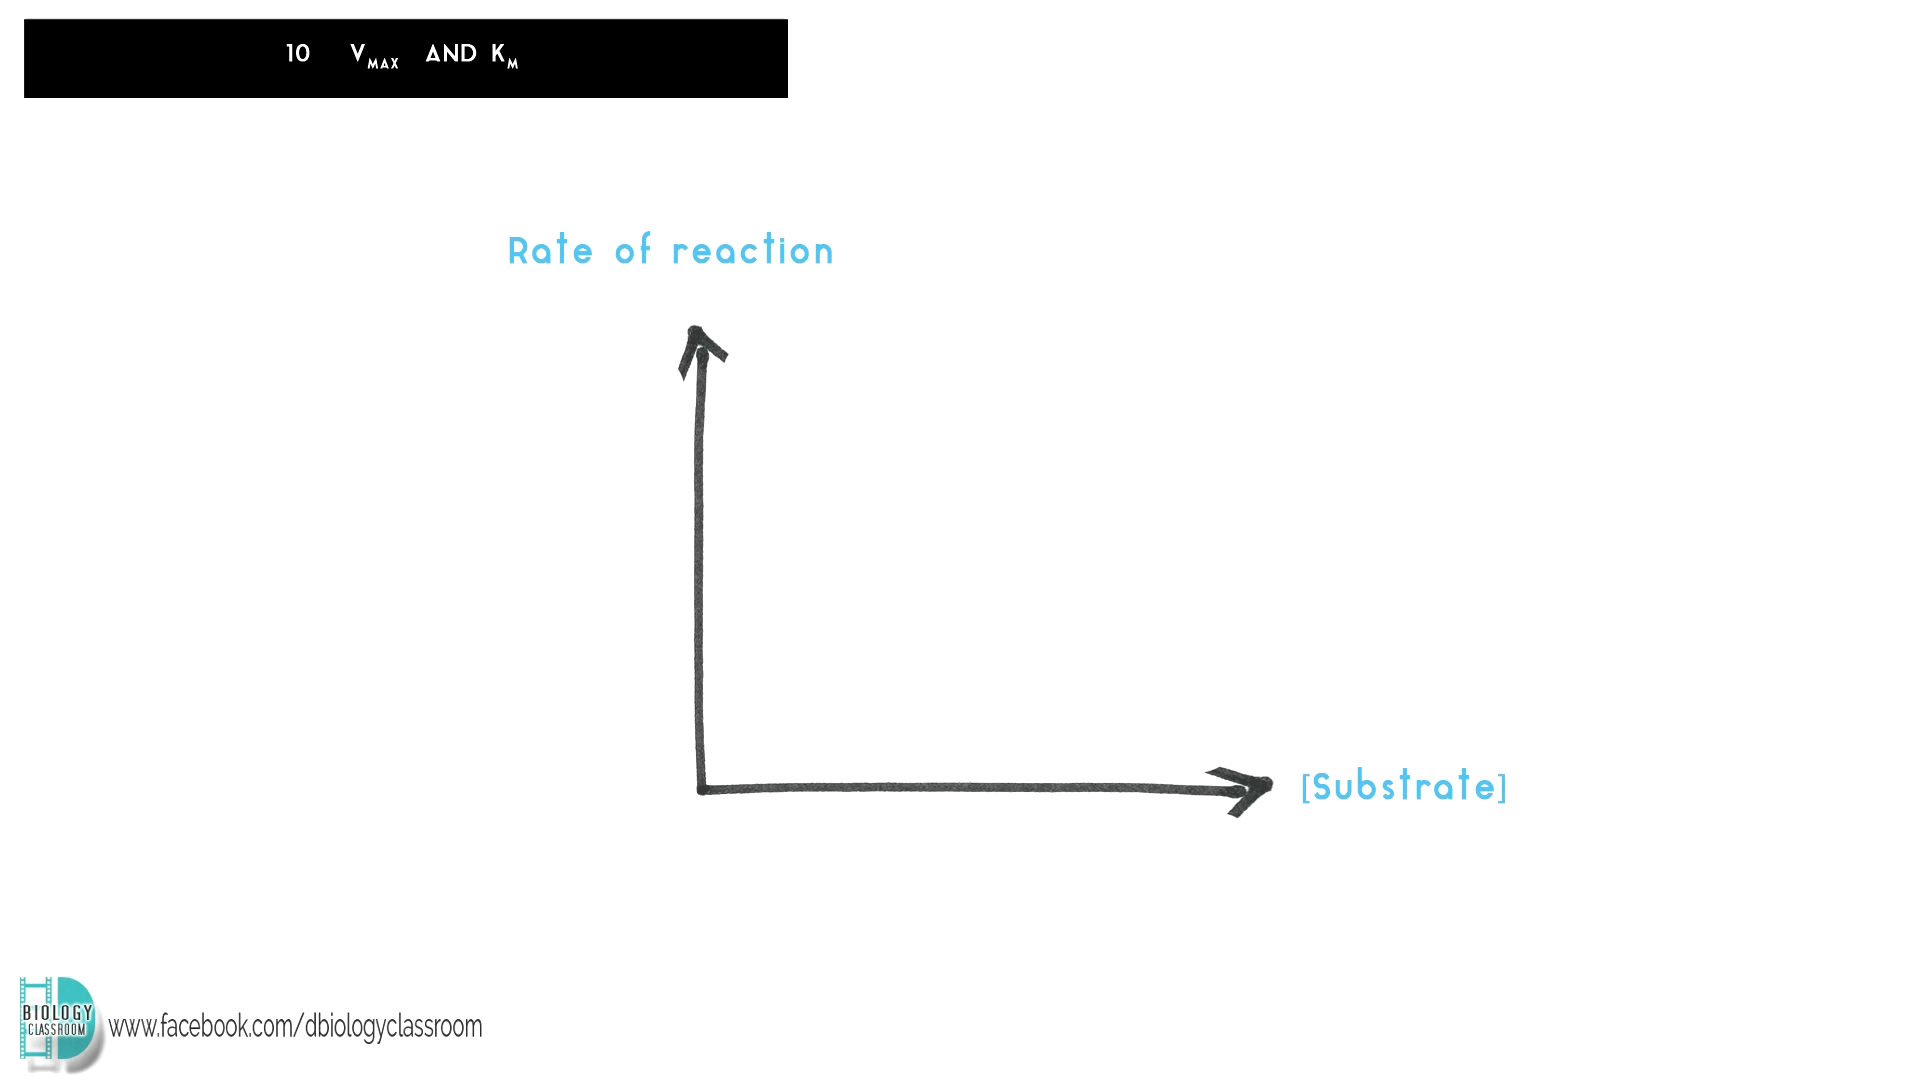 10 VMAX AND KM
Rate of reaction
[Substrate]
BIOLOGY
CLASSROOM
www.facebook.com/dbiologyclassroom